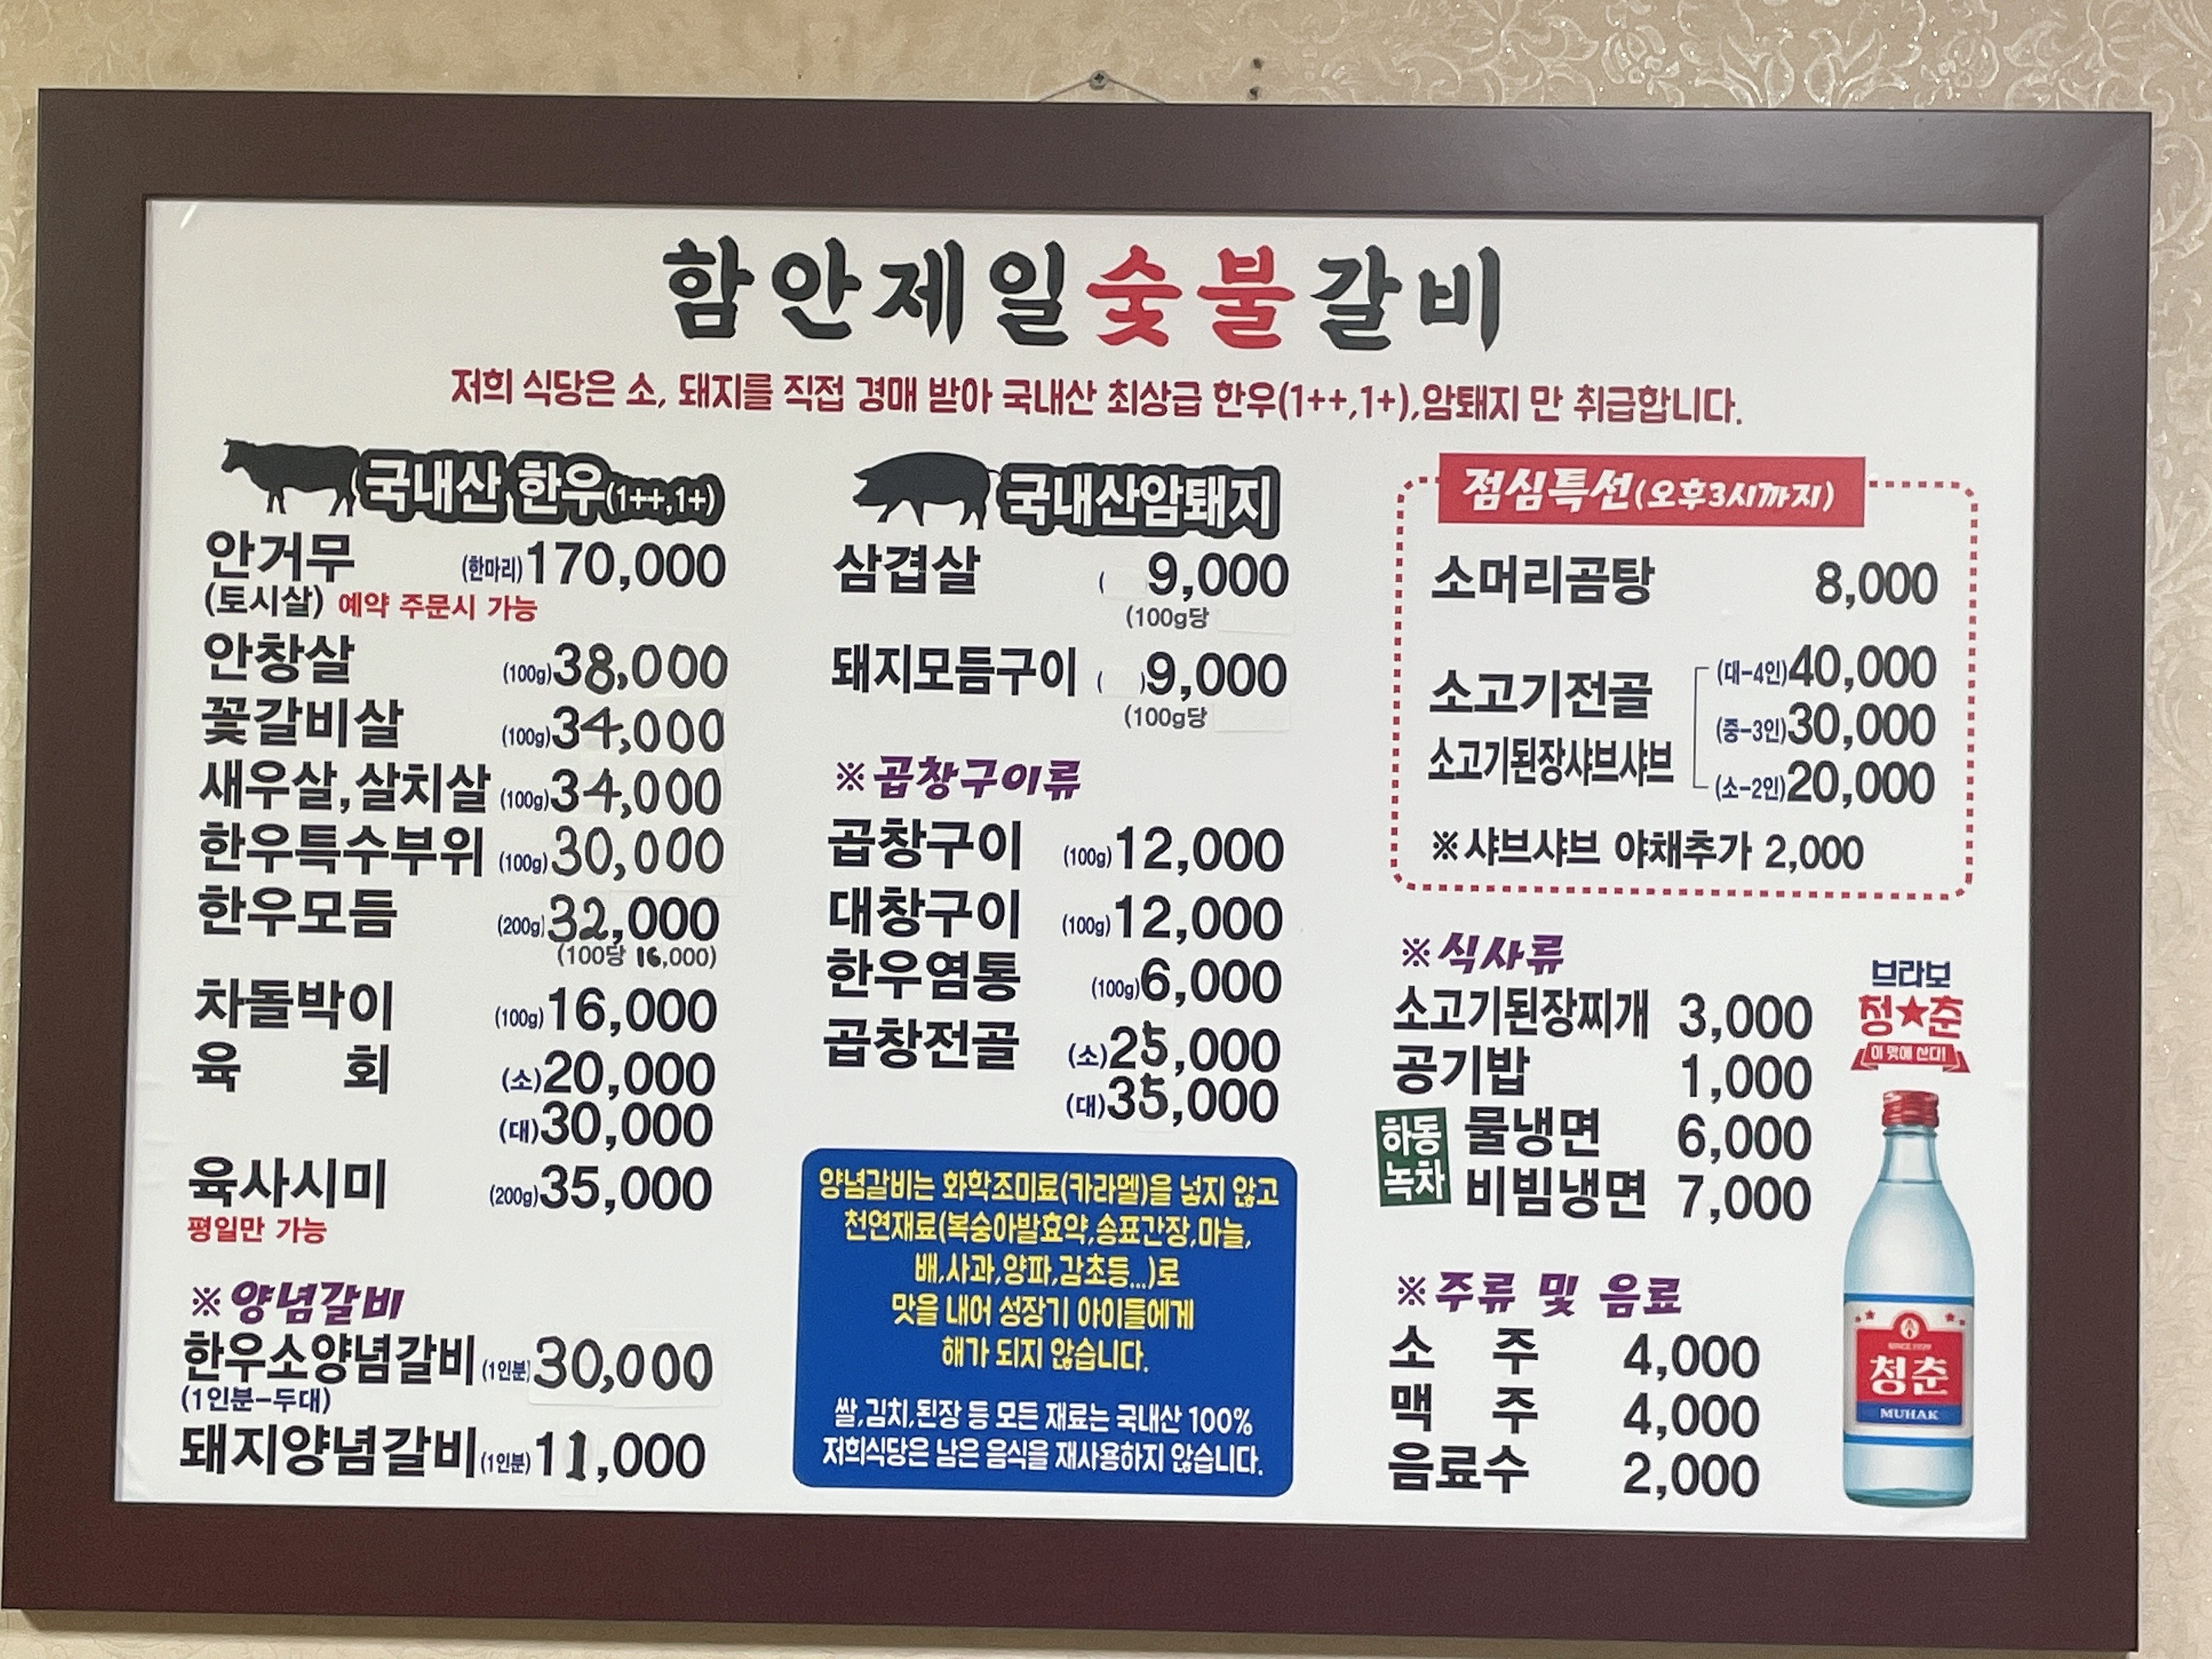 함안제일숯불갈비
저희 식당은 소, 돼지를 직접 경매 받아 국내산 최상급 한우(1++,1+),암퇘지 만 취급합니다.
국내산 한우(1++,1+)
안거무 (한마리)170,000
(토시살) 예약 주문시 가능
안창살 (100g)38,000
꽃갈비살 (100g)34,000
새우살,살치살 (100g)34,000
한우특수부위 (100g)30,000
한우모듬 (200g)32,000
(100당 16,000)
차돌박이 (100g)16,000
육 회 (소)20,000
(대)30,000
육사시미 (200g)35,000
평일만 가능
※양념갈비
한우소양념갈비(1인분)30,000
(1인분-두대)
돼지양념갈비(1인분)11,000
국내산암퇘지
삼겹살 ( 9,000
(100g당
돼지모듬구이 ( )9,000
(100g당
※곱창구이류
곱창구이 (100g)12,000
대창구이 (100g)12,000
한우염통 (100g)6,000
곱창전골 (소)25,000
(대)35,000
양념갈비는 화학조미료(카라멜)을 넣지 않고
천연재료(복숭아발효약,송표간장,마늘,
배,사과,양파,감초등...)로
맛을 내어 성장기 아이들에게
해가 되지 않습니다.
쌀,김치,된장 등 모든 재료는 국내산 100%
저희식당은 남은 음식을 재사용하지 않습니다.
점심특선(오후3시까지)
소머리곰탕 8,000
소고기전골
소고기된장샤브샤브
(대-4인)40,000
(중-3인)30,000
(소-2인)20,000
※샤브샤브 야채추가 2,000
※식사류
소고기된장찌개 3,000
공기밥 1,000
하동
녹차
물냉면 6,000
비빔냉면 7,000
※주류 및 음료
소 주 4,000
맥 주 4,000
음료수 2,000
브라보
청★춘
이 맛에 산다!
SINCE 1929
청춘
MUHAK